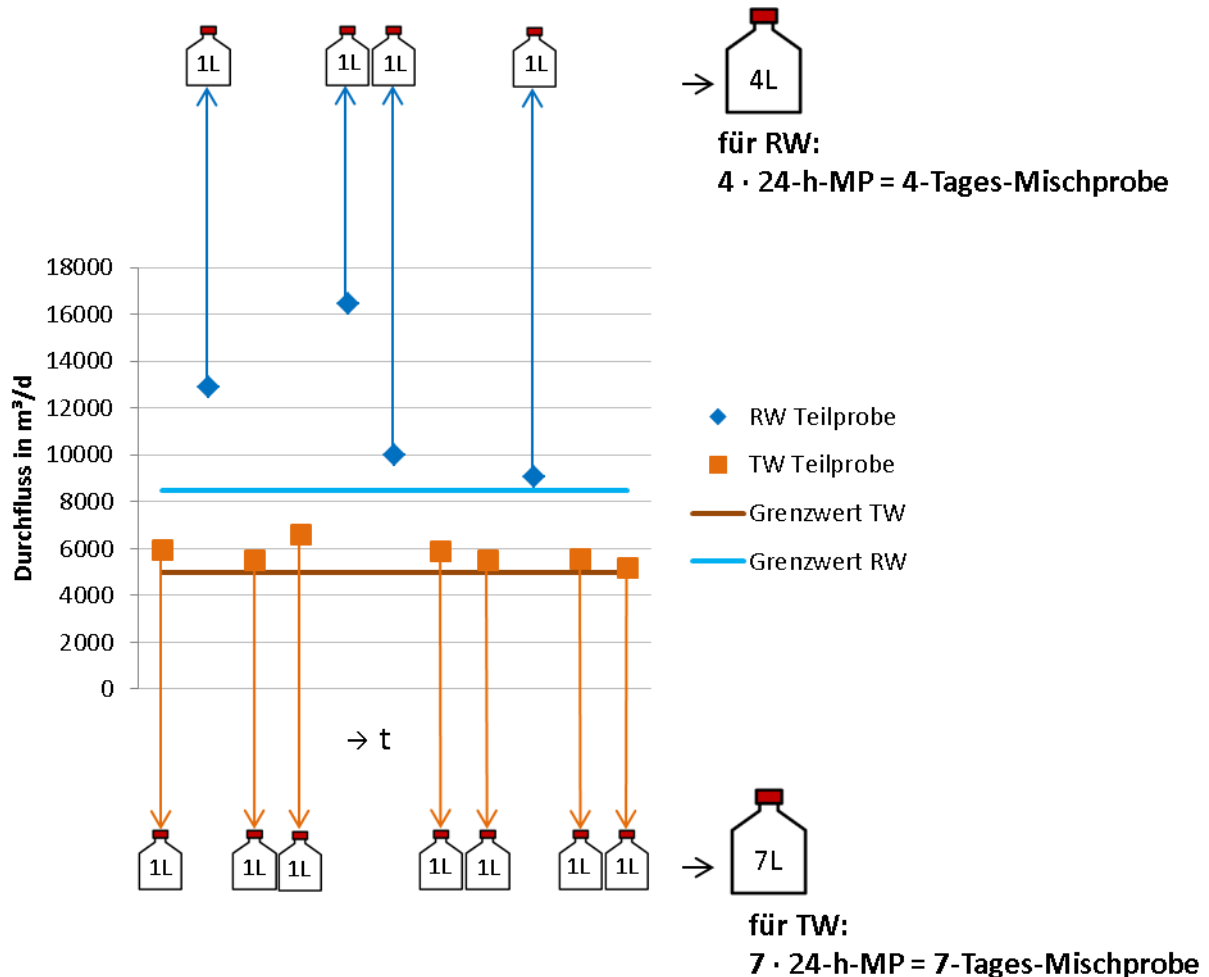 1L
1L
1L
1L
4L
für RW:
4 · 24-h-MP = 4-Tages-Mischprobe
Durchfluss in m³/d
18000
16000
14000
12000
10000
8000
6000
4000
2000
0
RW Teilprobe
TW Teilprobe
Grenzwert TW
Grenzwert RW
→ t
1L
1L
1L
1L
1L
1L
1L
7L
für TW:
7 · 24-h-MP = 7-Tages-Mischprobe